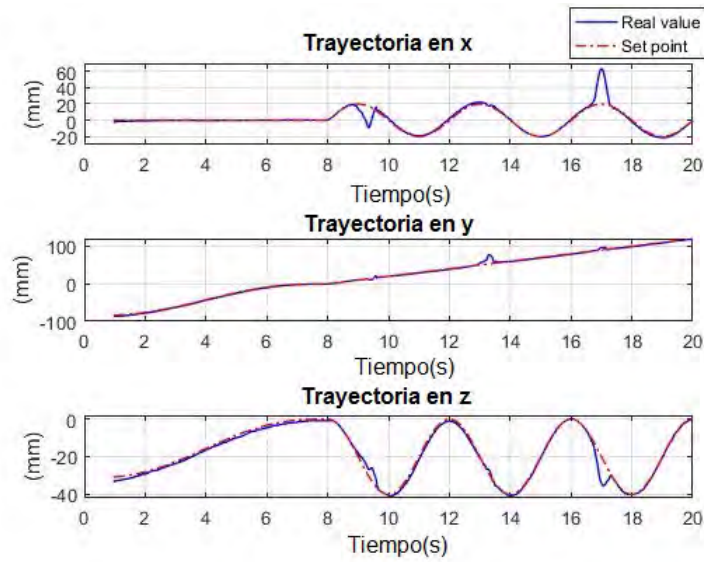 Real value
Set point
Trayectoria en x
(mm)
60
40
20
0
-20
0 2 4 6 8 10 12 14 16 18 20
Tiempo(s)
Trayectoria en y
(mm)
100
0
-100
0 2 4 6 8 10 12 14 16 18 20
Tiempo(s)
Trayectoria en z
(mm)
0
-20
-40
0 2 4 6 8 10 12 14 16 18 20
Tiempo(s)